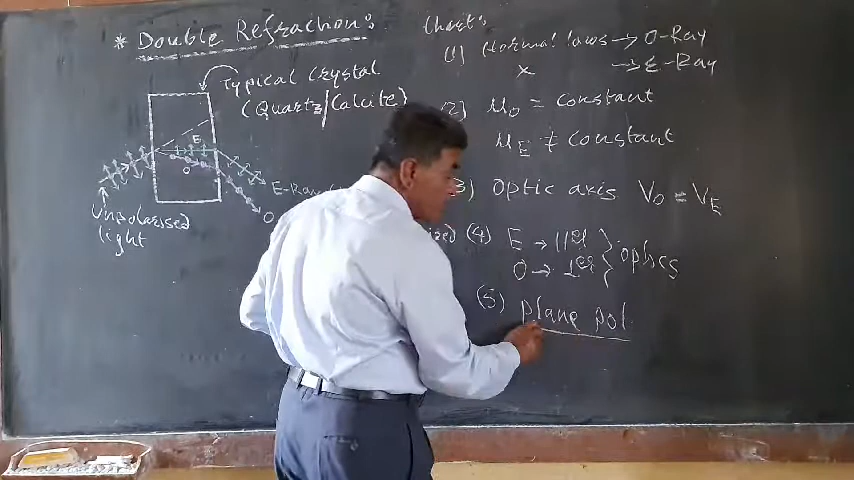 * Double Refraction:
Typical Crystal
(Quartz/Calcite)
E
O
E-Ray
O
Unpolarised
light
(1) Normal laws → O-Ray
x → E-Ray
(2) μO = constant
μE ≠ constant
3) Optic axis VO = VE
(4) E → ||el
O → ⊥er } optics
(5) plane pol